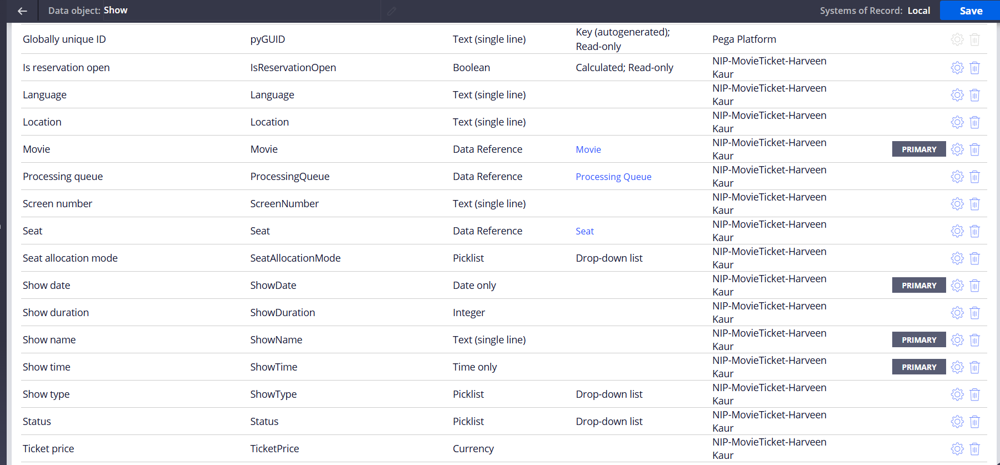 Data object: Show
Systems of Record: Local
Save
Globally unique ID pyGUID Text (single line) Key (autogenerated); Pega Platform
Read-only
Is reservation open IsReservationOpen Boolean Calculated; Read-only NIP-MovieTicket-Harveen
Kaur
Language Language Text (single line) NIP-MovieTicket-Harveen
Kaur
Location Location Text (single line) NIP-MovieTicket-Harveen
Kaur
Movie Movie Data Reference Movie NIP-MovieTicket-Harveen PRIMARY
Kaur
Processing queue ProcessingQueue Data Reference Processing Queue NIP-MovieTicket-Harveen
Kaur
Screen number ScreenNumber Text (single line) NIP-MovieTicket-Harveen
Kaur
Seat Seat Data Reference Seat NIP-MovieTicket-Harveen
Kaur
Seat allocation mode SeatAllocationMode Picklist Drop-down list NIP-MovieTicket-Harveen
Kaur
Show date ShowDate Date only NIP-MovieTicket-Harveen PRIMARY
Kaur
Show duration ShowDuration Integer NIP-MovieTicket-Harveen
Kaur
Show name ShowName Text (single line) NIP-MovieTicket-Harveen PRIMARY
Kaur
Show time ShowTime Time only NIP-MovieTicket-Harveen PRIMARY
Kaur
Show type ShowType Picklist Drop-down list NIP-MovieTicket-Harveen
Kaur
Status Status Picklist Drop-down list NIP-MovieTicket-Harveen
Kaur
Ticket price TicketPrice Currency NIP-MovieTicket-Harveen
Kaur